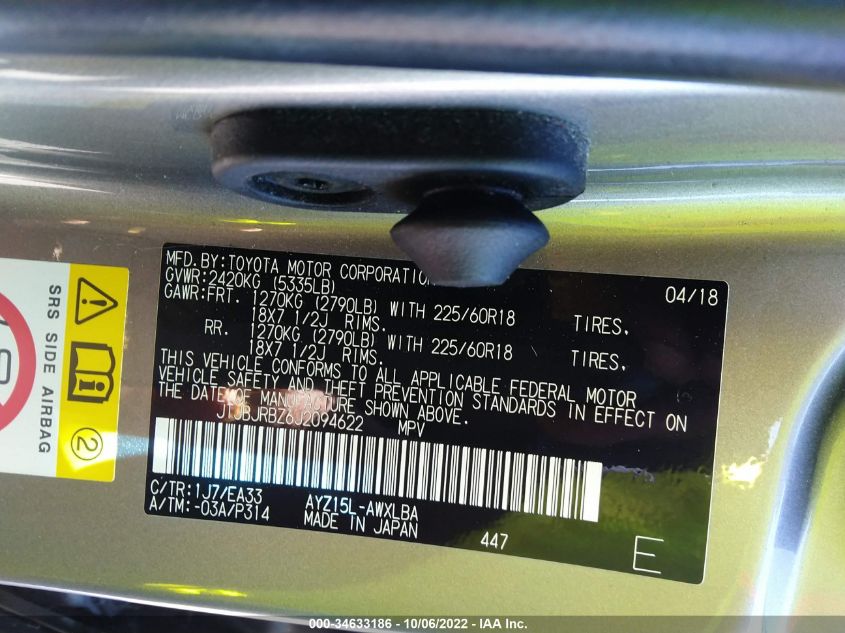 MFD. BY:TOYOTA MOTOR CORPORATION 04/18
GVWR:2420KG (5335LB)
GAWR:FRT. 1270KG (2790LB) WITH 225/60R18 TIRES,
18X7 1/2J RIMS.
RR. 1270KG (2790LB) WITH 225/60R18 TIRES,
18X7 1/2J RIMS.
THIS VEHICLE CONFORMS TO ALL APPLICABLE FEDERAL MOTOR
VEHICLE SAFETY AND THEFT PREVENTION STANDARDS IN EFFECT ON
THE DATE OF MANUFACTURE SHOWN ABOVE.
JTJBJRBZ6J2094622 MPV
C/TR:1J7/EA33 AYZ15L-AWXLBA
A/TM:-03A/P314 MADE IN JAPAN
447 E
SRS SIDE AIRBAG
2
000-34633186 - 10/06/2022 - IAA Inc.